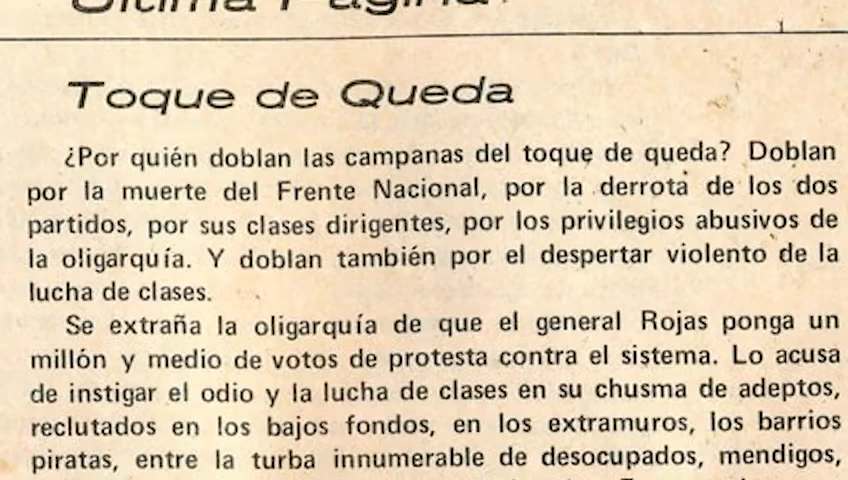 Última Página
Toque de Queda
¿Por quién doblan las campanas del toque de queda? Doblan
por la muerte del Frente Nacional, por la derrota de los dos
partidos, por sus clases dirigentes, por los privilegios abusivos de
la oligarquía. Y doblan también por el despertar violento de la
lucha de clases.
Se extraña la oligarquía de que el general Rojas ponga un
millón y medio de votos de protesta contra el sistema. Lo acusa
de instigar el odio y la lucha de clases en su chusma de adeptos,
reclutados en los bajos fondos, en los extramuros, los barrios
piratas, entre la turba innumerable de desocupados, mendigos,